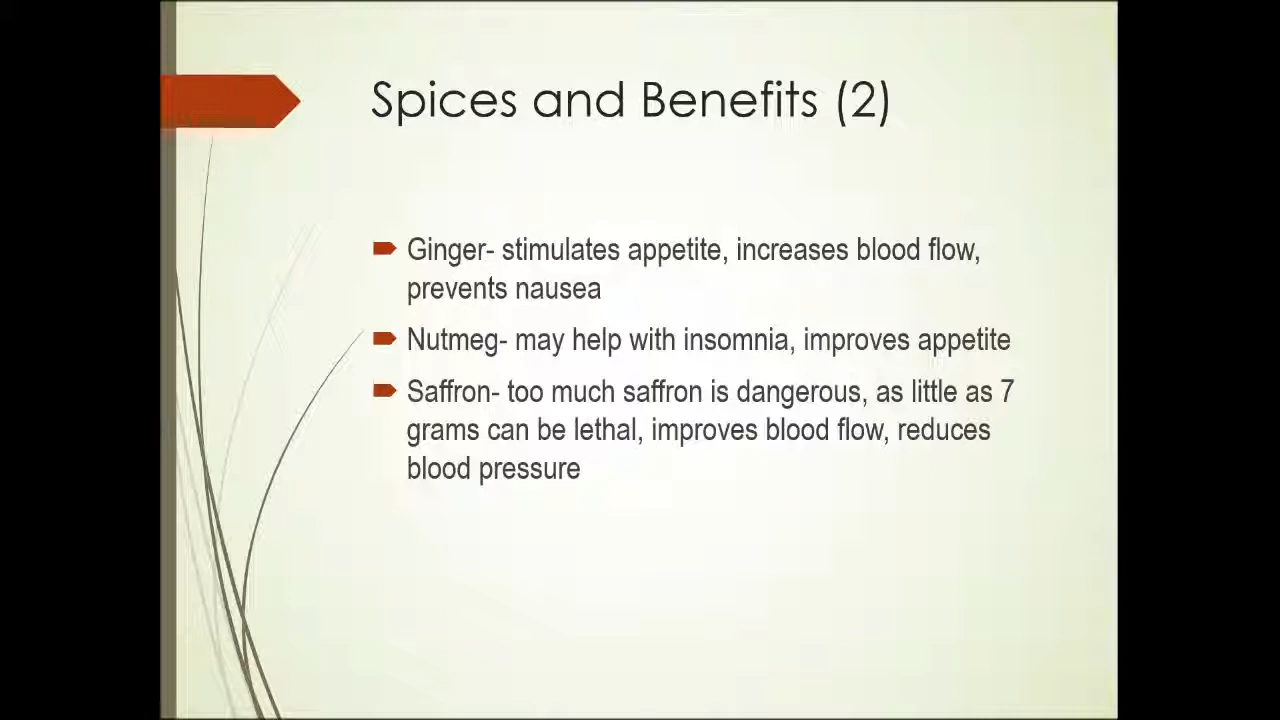 Spices and Benefits (2)
Ginger- stimulates appetite, increases blood flow,
prevents nausea
Nutmeg- may help with insomnia, improves appetite
Saffron- too much saffron is dangerous, as little as 7
grams can be lethal, improves blood flow, reduces
blood pressure